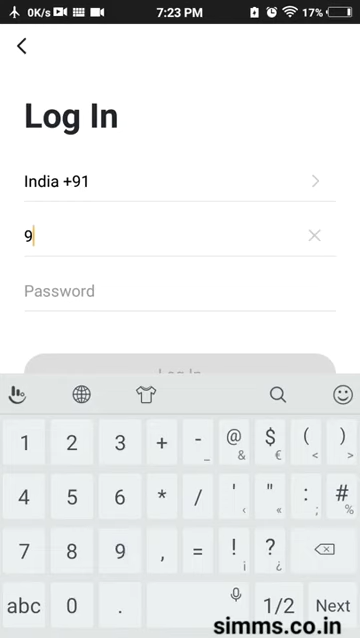 0K/s 7:23 PM 17%
Log In
India +91
9
Password
1 2 3 + - _ @ & $ € ( < ) >
4 5 6 * / ' ‹ " « : ; # %
7 8 9 , = ! ¡ ? ¿
abc 0 . 1/2 Next
simms.co.in